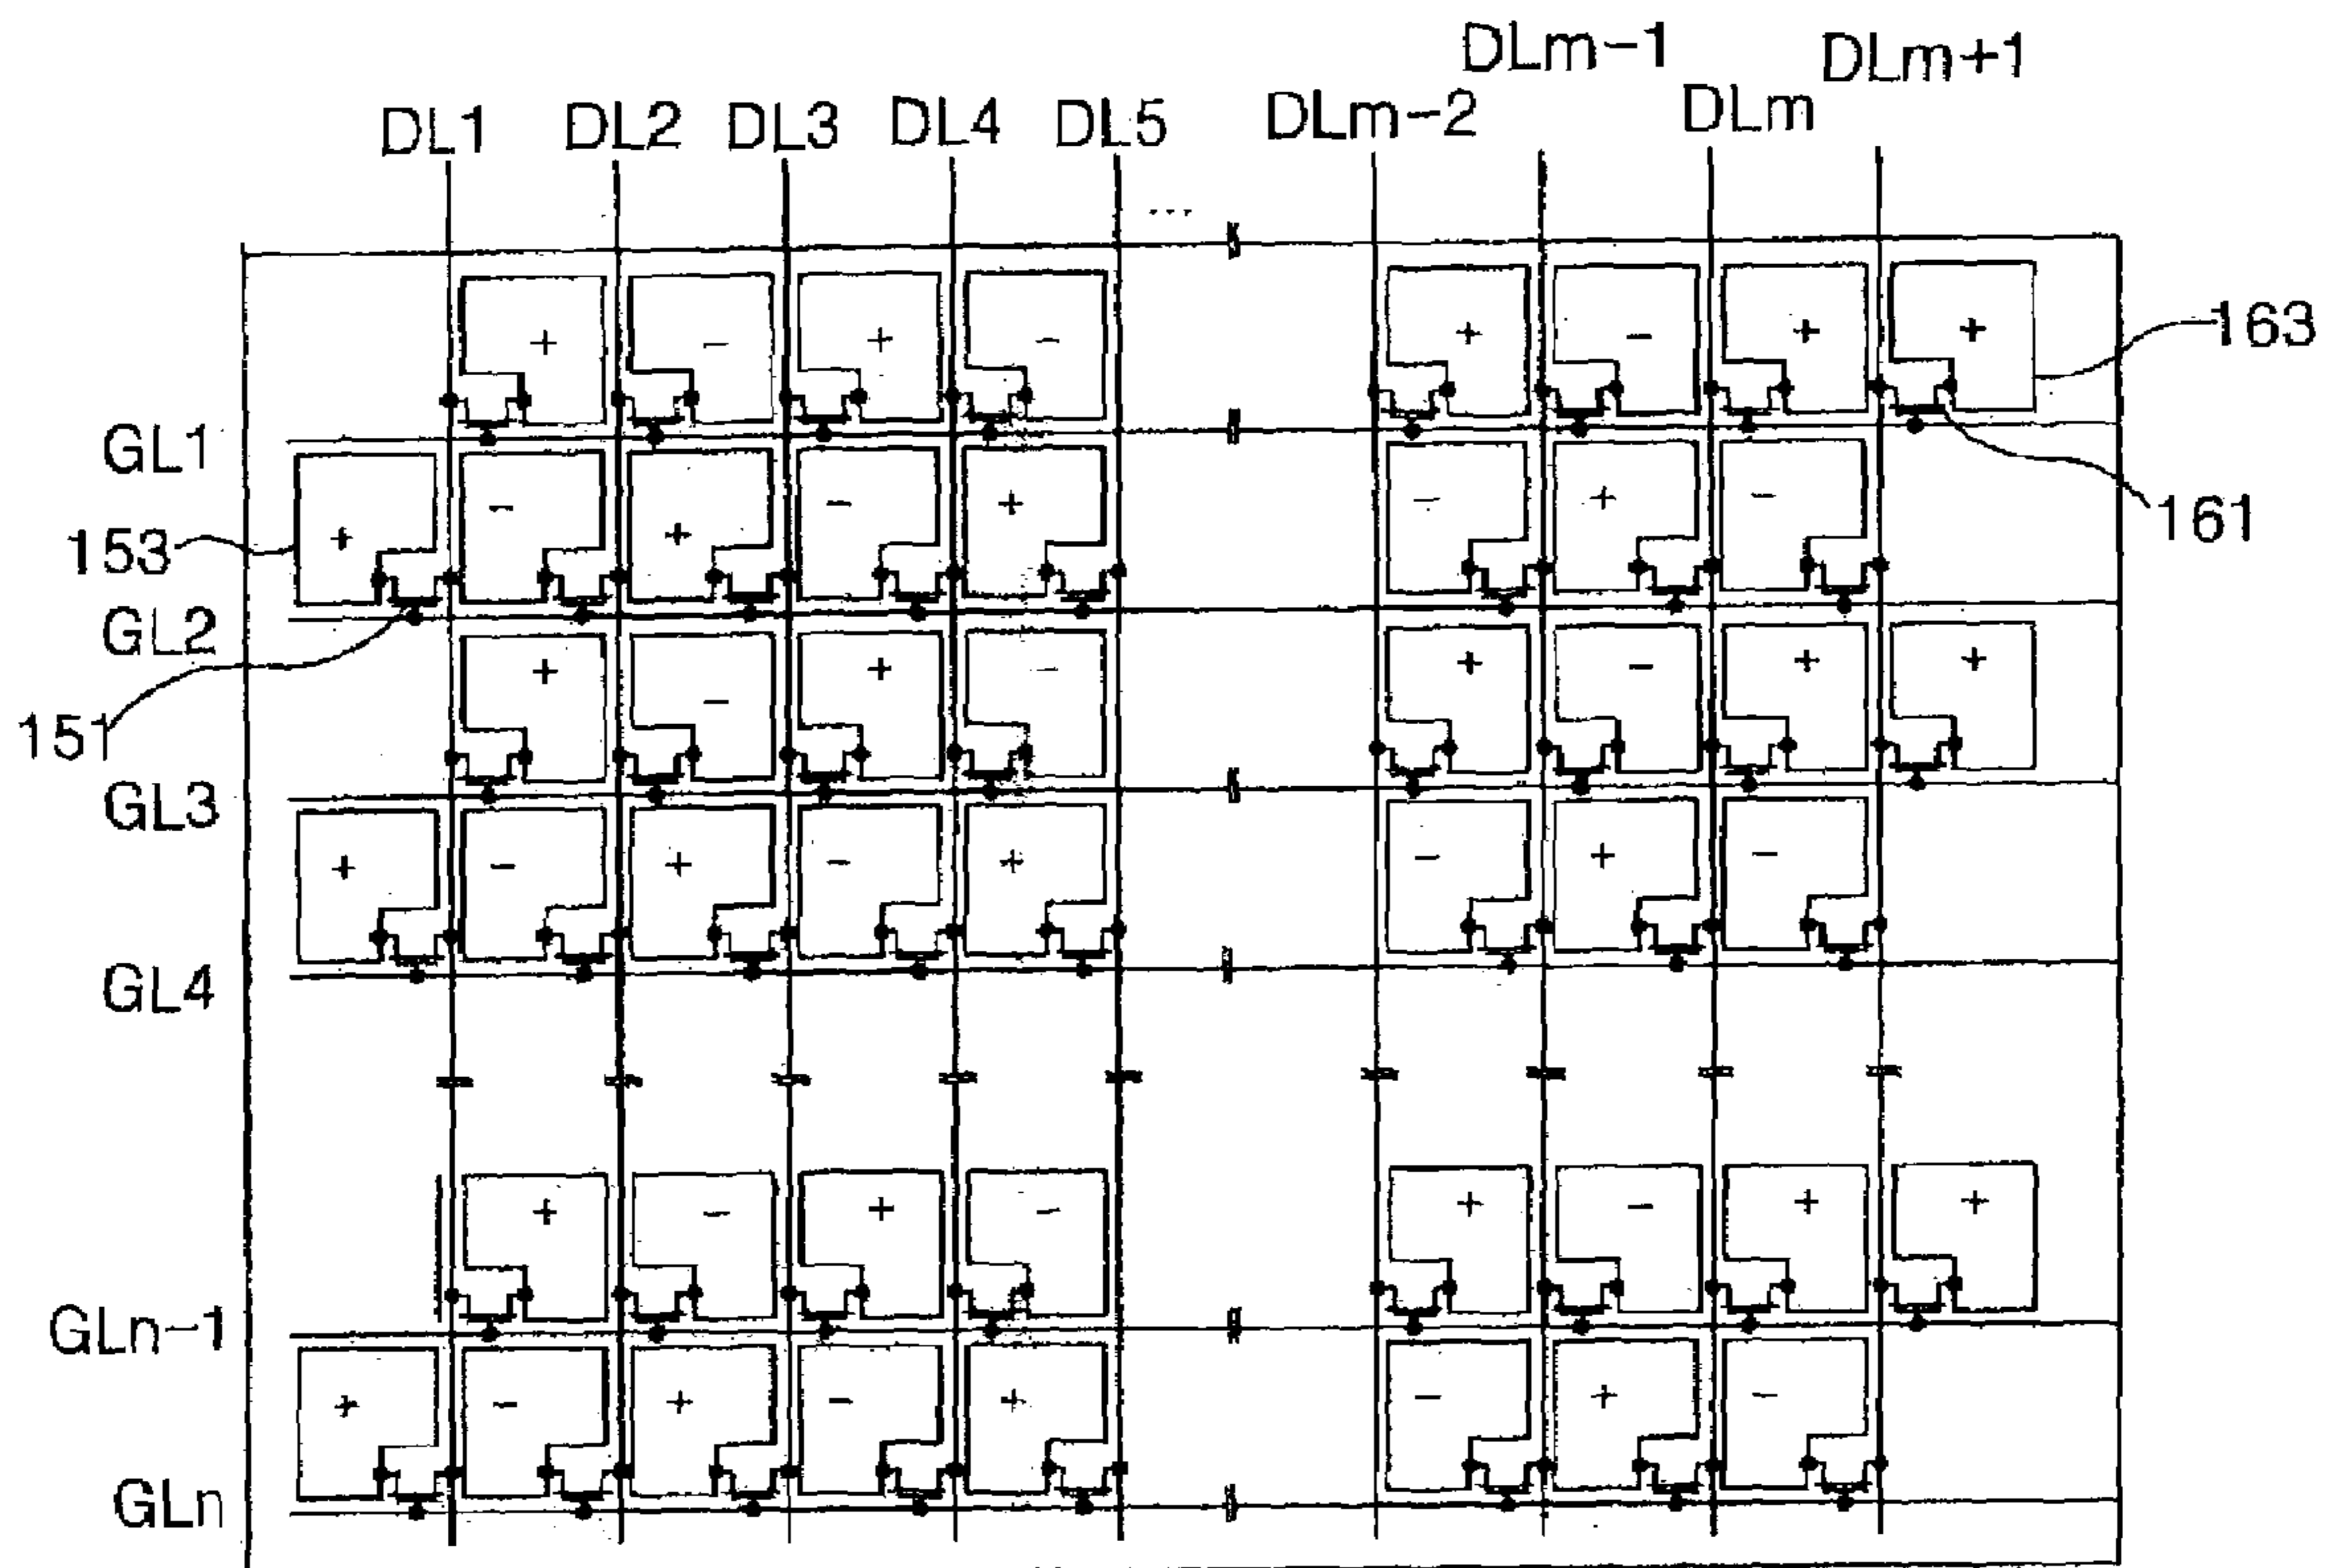 DLm-1 DLm+1
DL1 DL2 DL3 DL4 DL5 DLm-2 DLm
...
+ - + - + - + +
163
GL1
- - + - + -
+ + +
161
153
GL2
+ - + - + - + +
151
GL3
+ - + - + - + -
GL4
+ - + - + - + +
GLn-1
+ - + - + - + -
GLn